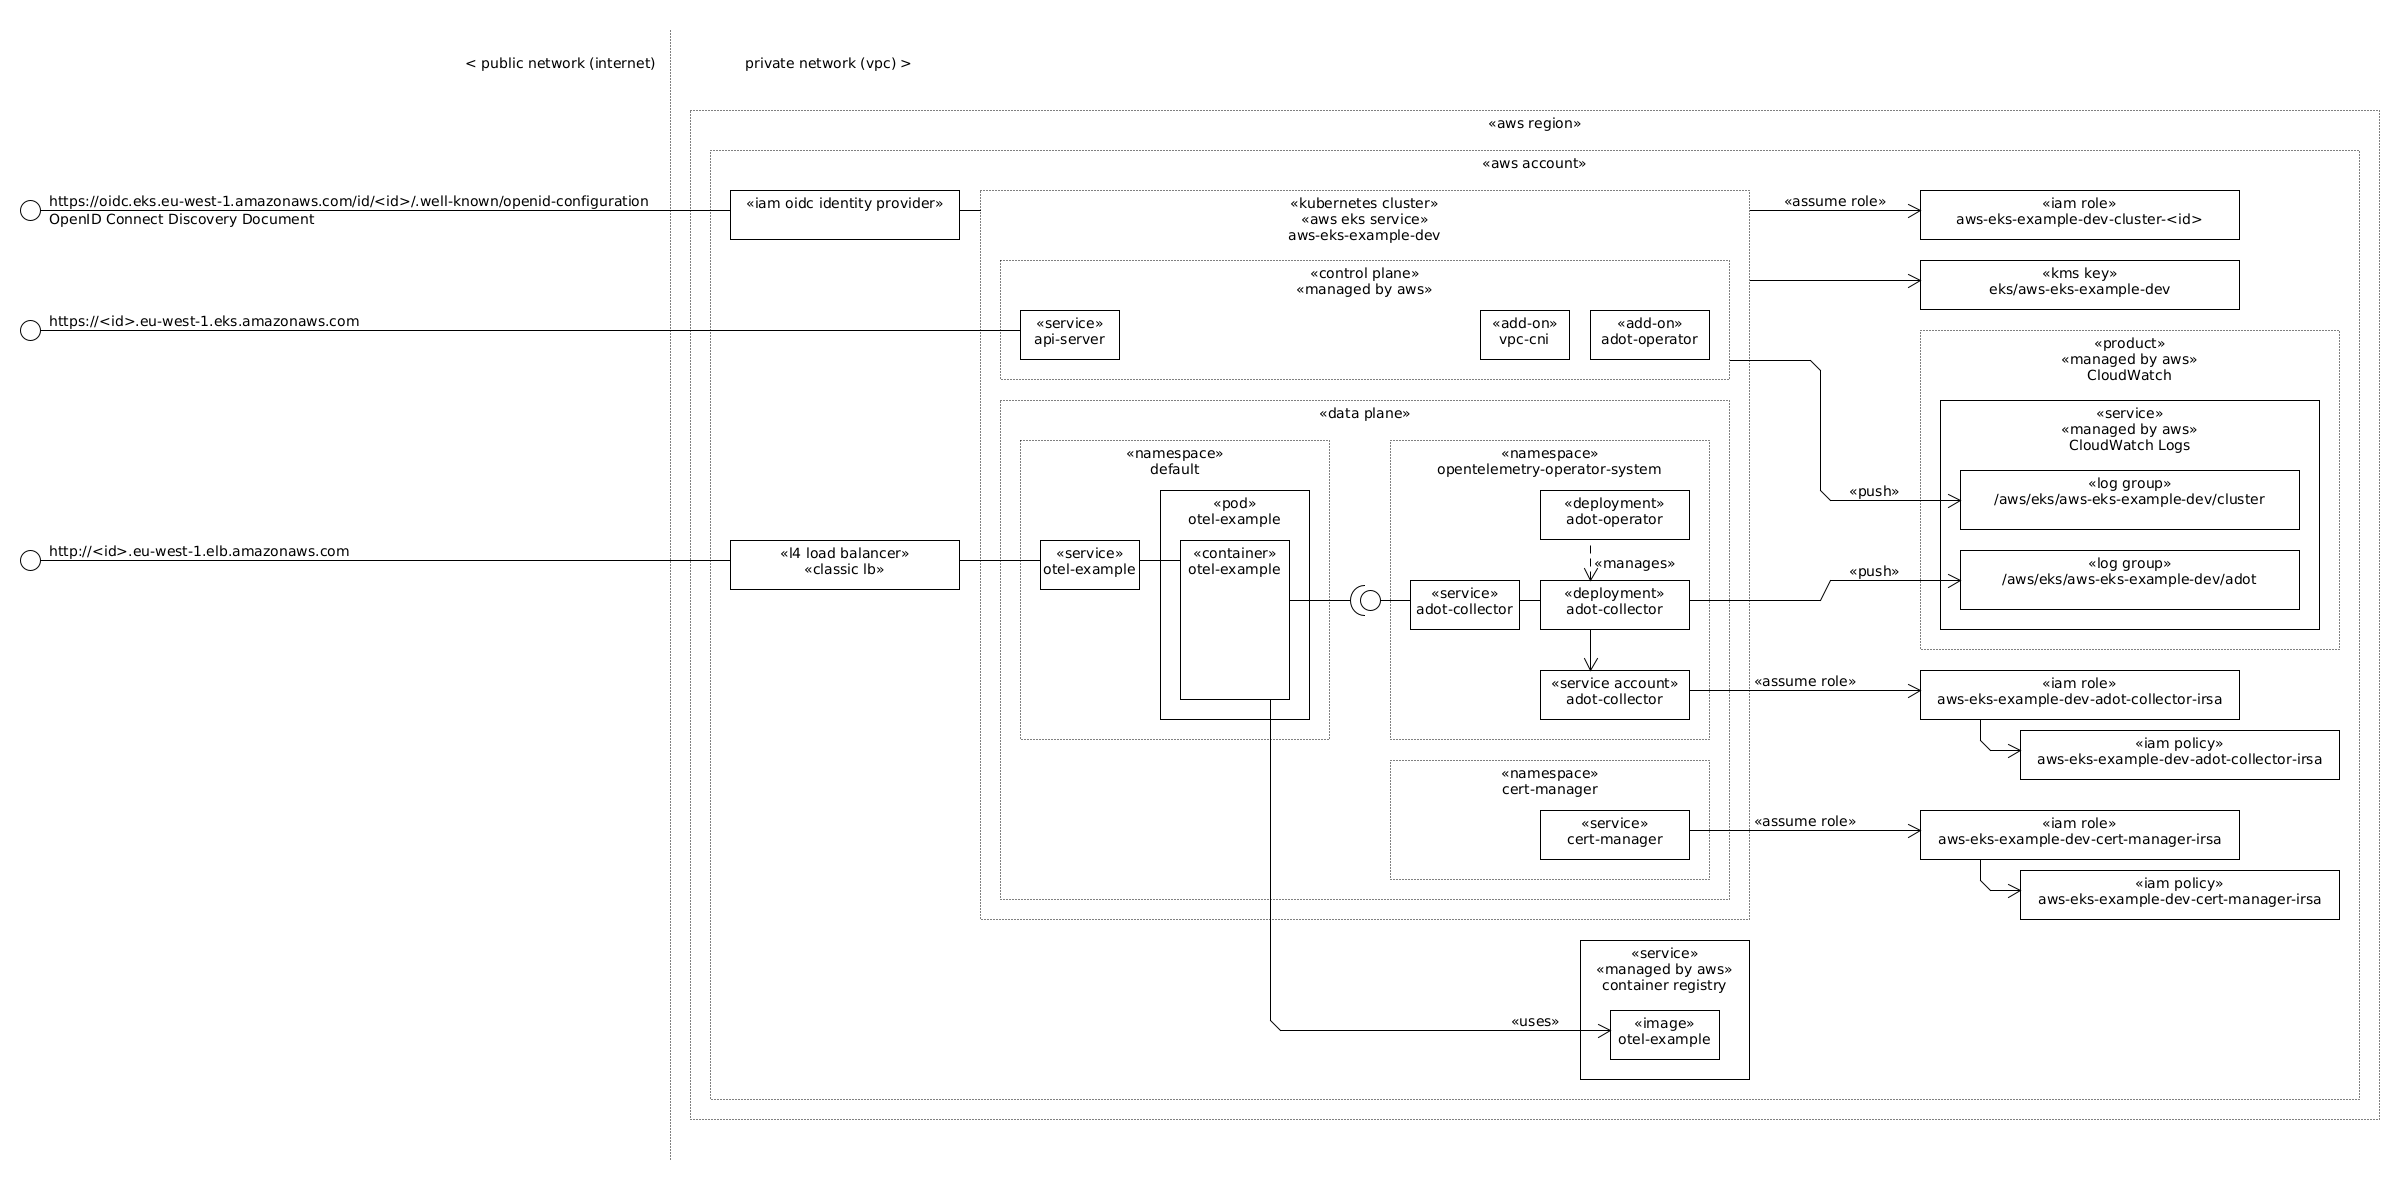 < public network (internet)
private network (vpc) >
«aws region»
«aws account»
https://oidc.eks.eu-west-1.amazonaws.com/id/<id>/.well-known/openid-configuration
OpenID Connect Discovery Document
«iam oidc identity provider»
«kubernetes cluster»
«aws eks service»
aws-eks-example-dev
«assume role»
«iam role»
aws-eks-example-dev-cluster-<id>
«control plane»
«managed by aws»
«kms key»
eks/aws-eks-example-dev
https://<id>.eu-west-1.eks.amazonaws.com
«service»
api-server
«add-on»
vpc-cni
«add-on»
adot-operator
«product»
«managed by aws»
CloudWatch
«service»
«managed by aws»
CloudWatch Logs
«push»
«log group»
/aws/eks/aws-eks-example-dev/cluster
«push»
«log group»
/aws/eks/aws-eks-example-dev/adot
«data plane»
«namespace»
default
«pod»
otel-example
http://<id>.eu-west-1.elb.amazonaws.com
«l4 load balancer»
«classic lb»
«service»
otel-example
«container»
otel-example
«namespace»
opentelemetry-operator-system
«deployment»
adot-operator
«manages»
«service»
adot-collector
«deployment»
adot-collector
«service account»
adot-collector
«assume role»
«iam role»
aws-eks-example-dev-adot-collector-irsa
«iam policy»
aws-eks-example-dev-adot-collector-irsa
«namespace»
cert-manager
«service»
cert-manager
«assume role»
«iam role»
aws-eks-example-dev-cert-manager-irsa
«iam policy»
aws-eks-example-dev-cert-manager-irsa
«service»
«managed by aws»
container registry
«uses»
«image»
otel-example